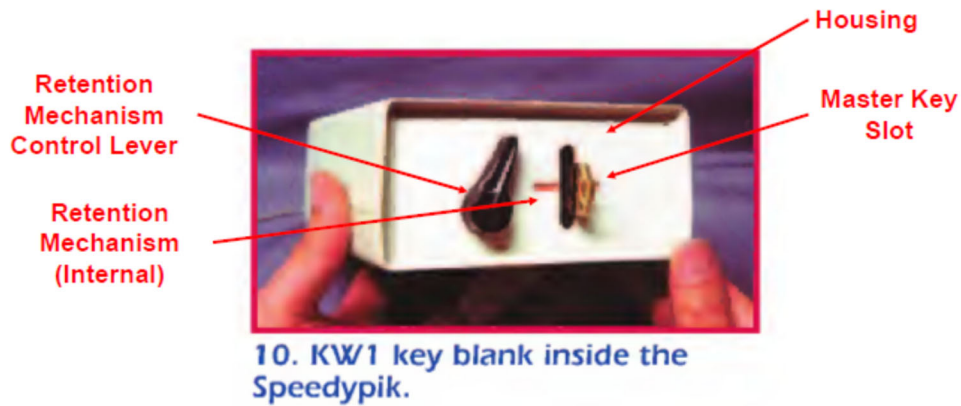 Housing
Retention
Mechanism
Control Lever
Master Key
Slot
Retention
Mechanism
(Internal)
10. KW1 key blank inside the
Speedypik.